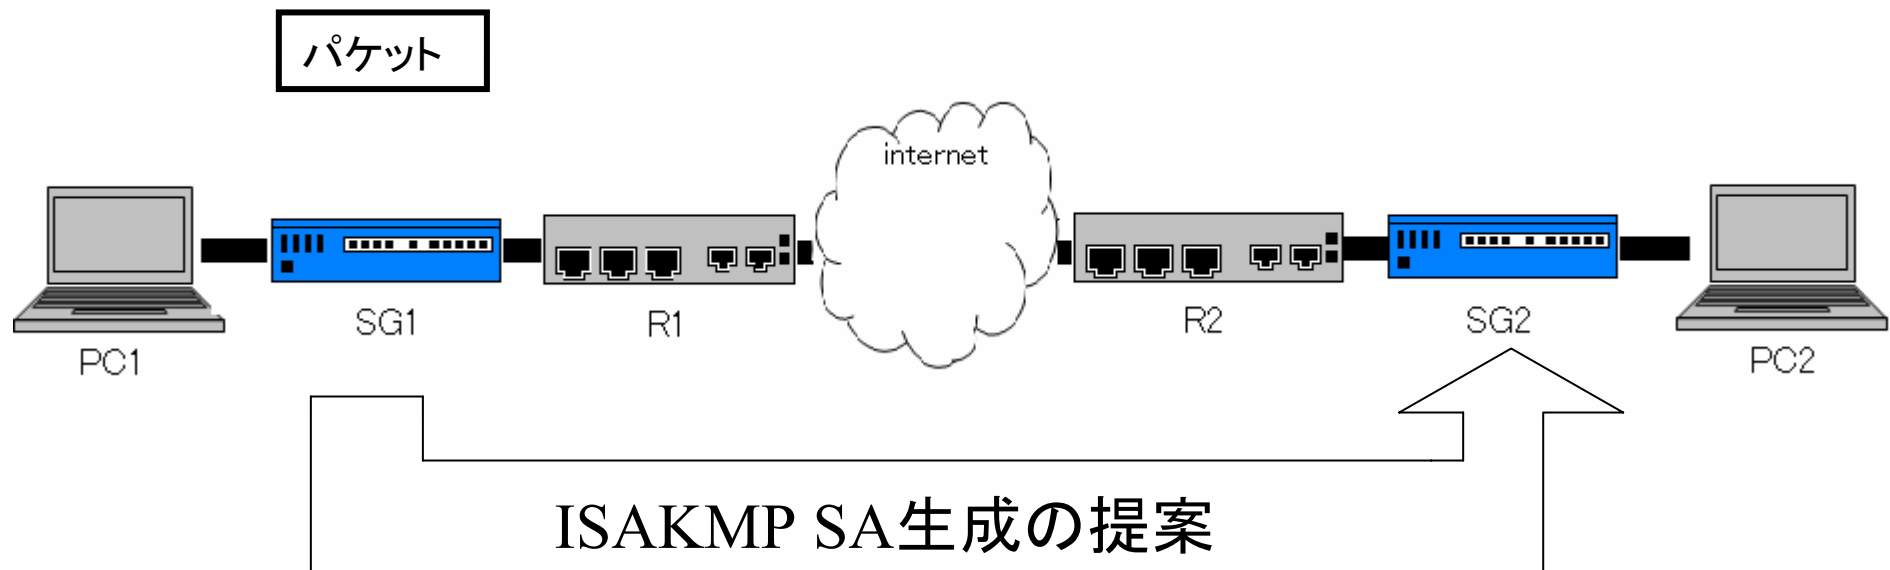 パケット
internet
SG1
R1
R2
SG2
PC1
PC2
ISAKMP SA生成の提案